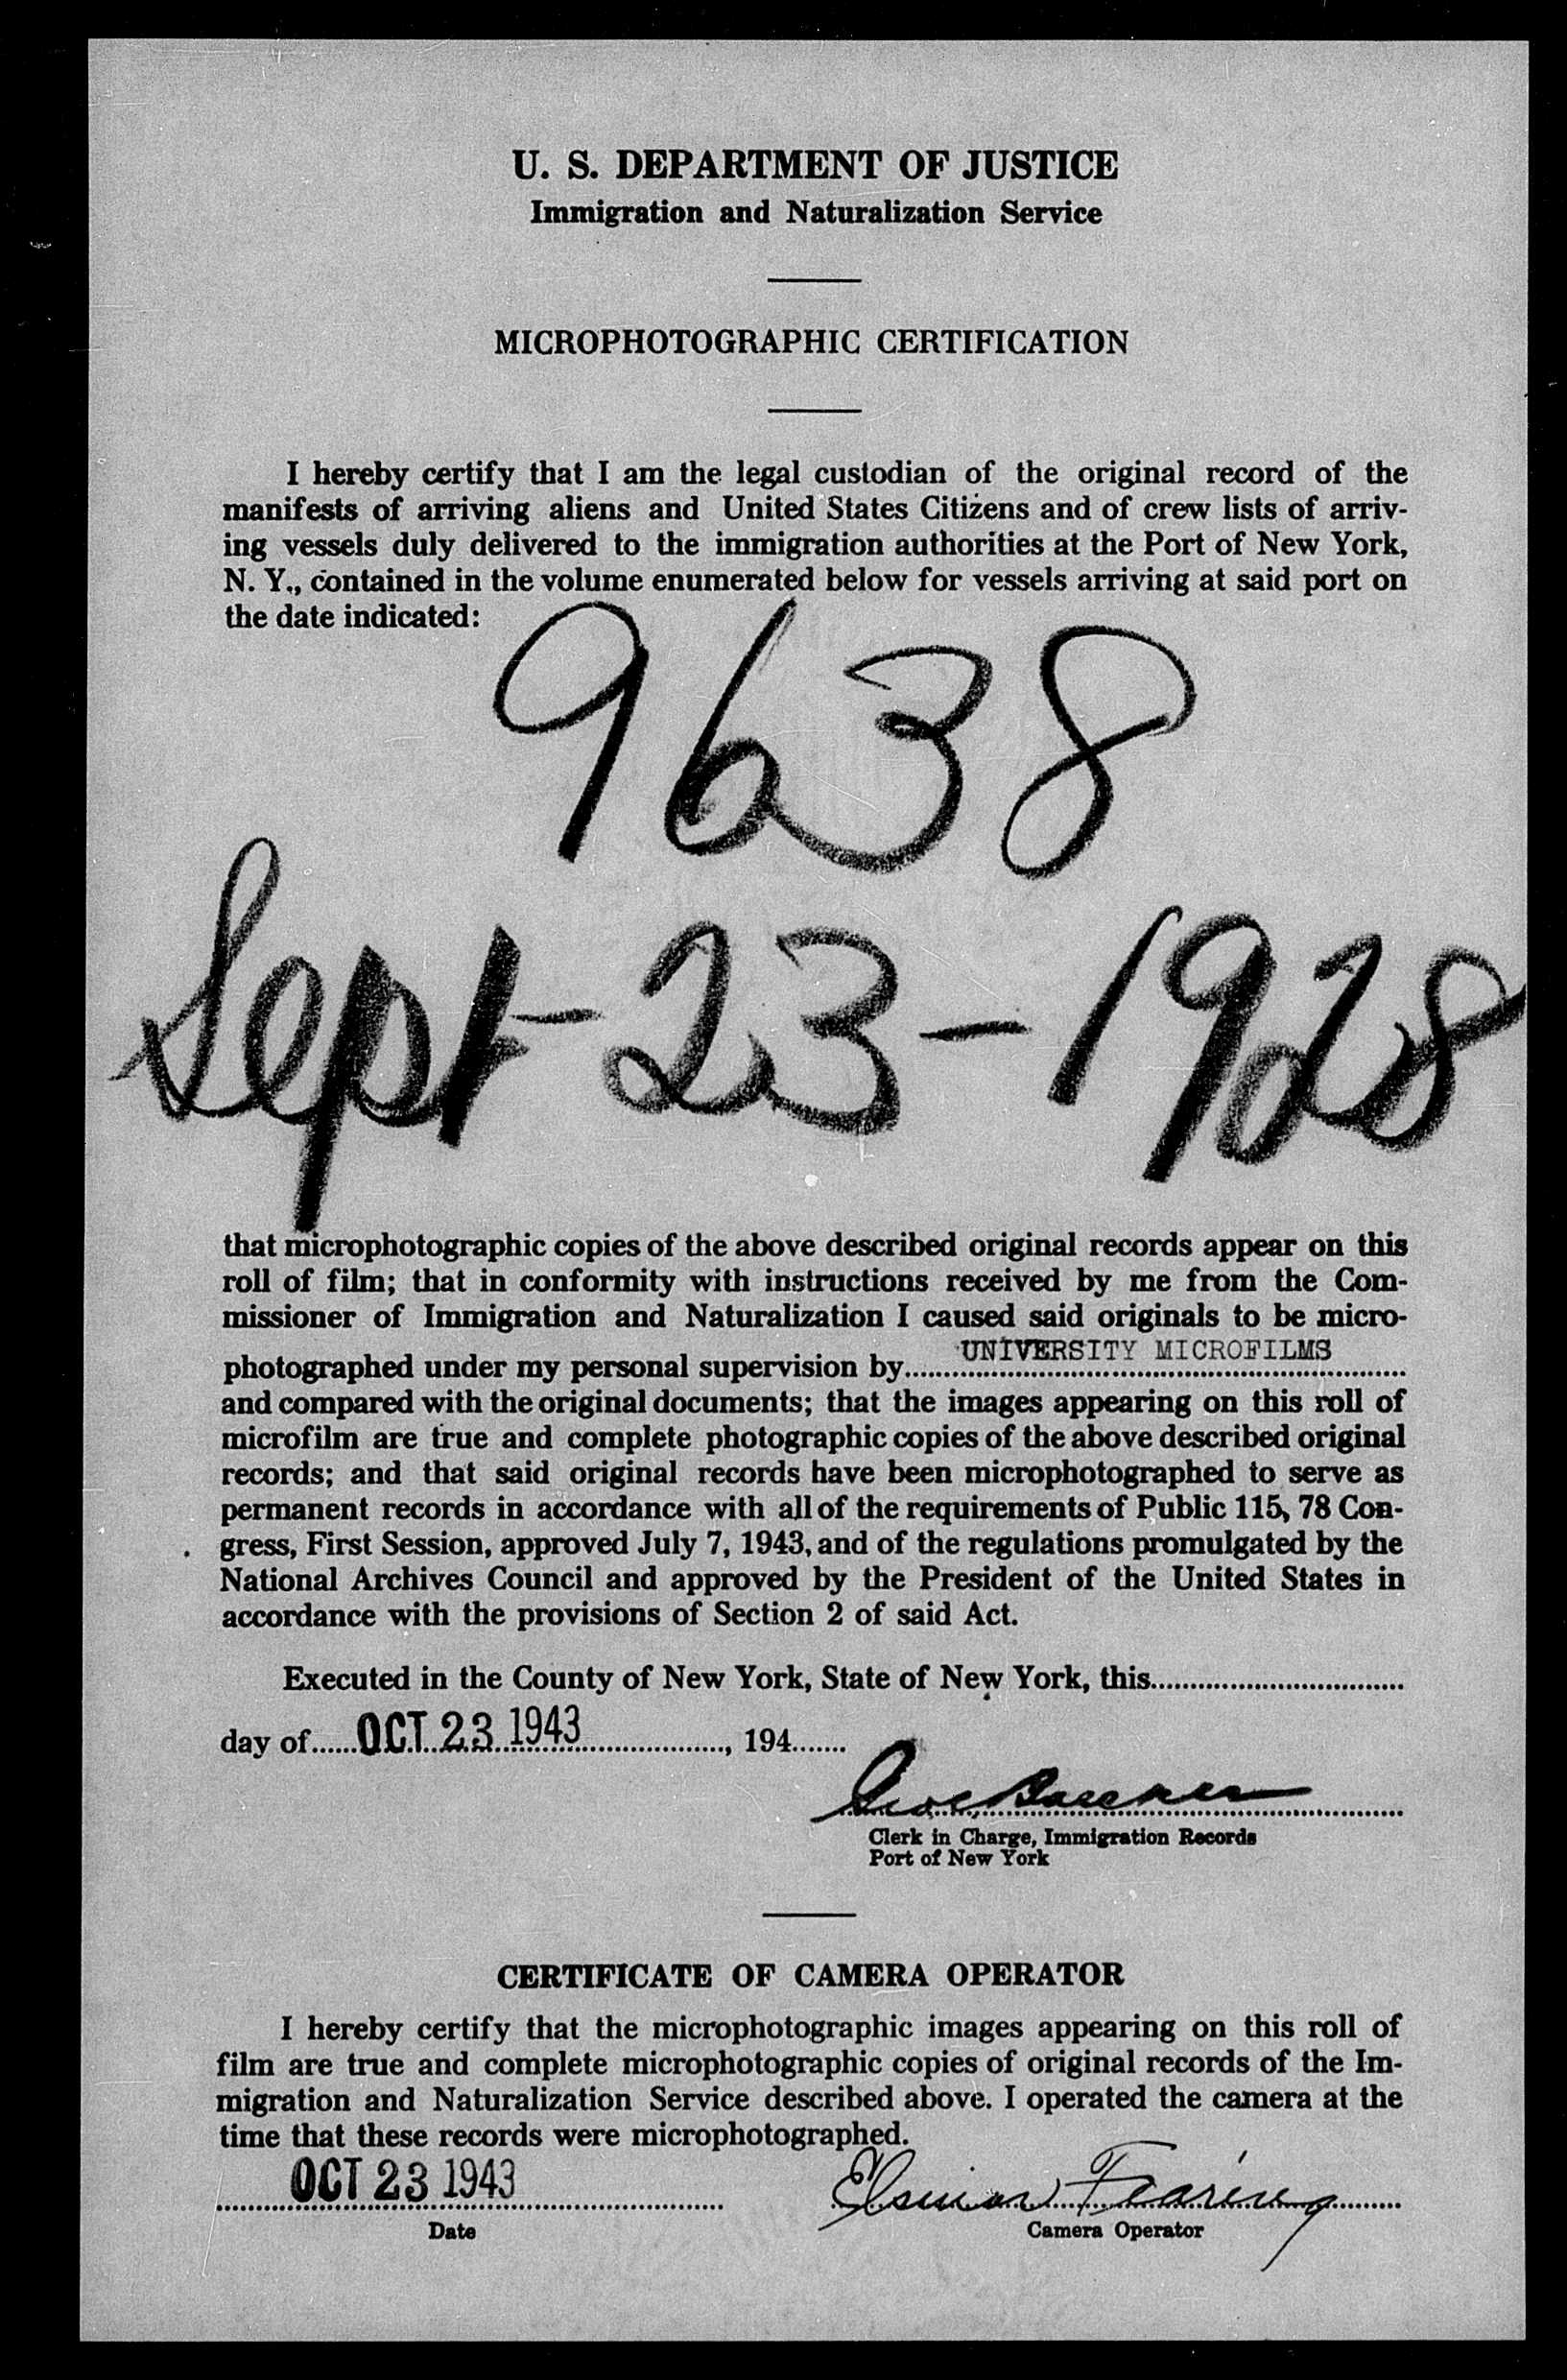 U. S. DEPARTMENT OF JUSTICE
Immigration and Naturalization Service
MICROPHOTOGRAPHIC CERTIFICATION
I hereby certify that I am the legal custodian of the original record of the
manifests of arriving aliens and United States Citizens and of crew lists of arriv-
ing vessels duly delivered to the immigration authorities at the Port of New York,
N. Y., contained in the volume enumerated below for vessels arriving at said port on
the date indicated:
9638
Sept-23-1928
that microphotographic copies of the above described original records appear on this
roll of film; that in conformity with instructions received by me from the Com-
missioner of Immigration and Naturalization I caused said originals to be micro-
photographed under my personal supervision by UNIVERSITY MICROFILMS
and compared with the original documents; that the images appearing on this roll of
microfilm are true and complete photographic copies of the above described original
records; and that said original records have been microphotographed to serve as
permanent records in accordance with all of the requirements of Public 115, 78 Con-
gress, First Session, approved July 7, 1943, and of the regulations promulgated by the
National Archives Council and approved by the President of the United States in
accordance with the provisions of Section 2 of said Act.
Executed in the County of New York, State of New York, this
day of OCT 23 1943, 194
Clerk in Charge, Immigration Records
Port of New York
CERTIFICATE OF CAMERA OPERATOR
I hereby certify that the microphotographic images appearing on this roll of
film are true and complete microphotographic copies of original records of the Im-
migration and Naturalization Service described above. I operated the camera at the
time that these records were microphotographed.
OCT 23 1943 Fearing
Date Camera Operator